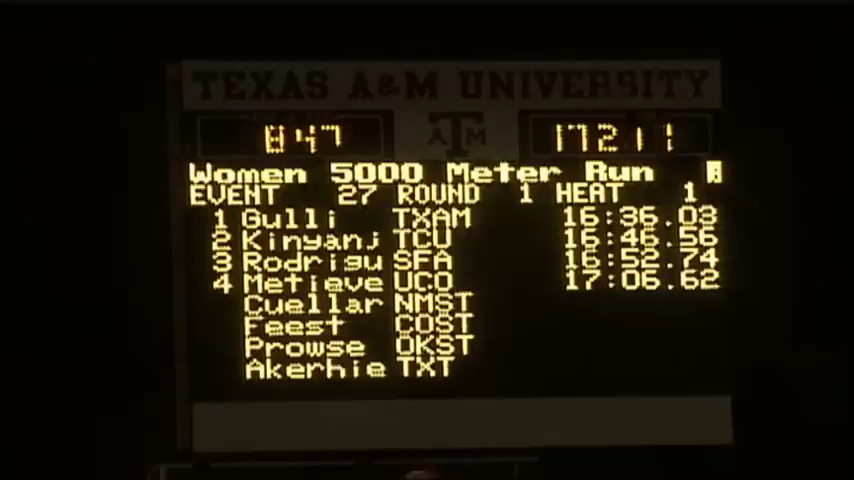 TEXAS A&M UNIVERSITY
8:47 ATM 17211
Women 5000 Meter Run
EVENT 27 ROUND 1 HEAT 1
1 Gulli TXAM 16:36.03
2 Kinyanj TCU 16:46.56
3 Rodrigu SFA 16:52.74
4 Metieve UCO 17:06.62
Cuellar NMST
Feest COST
Prowse OKST
Akerhie TXT